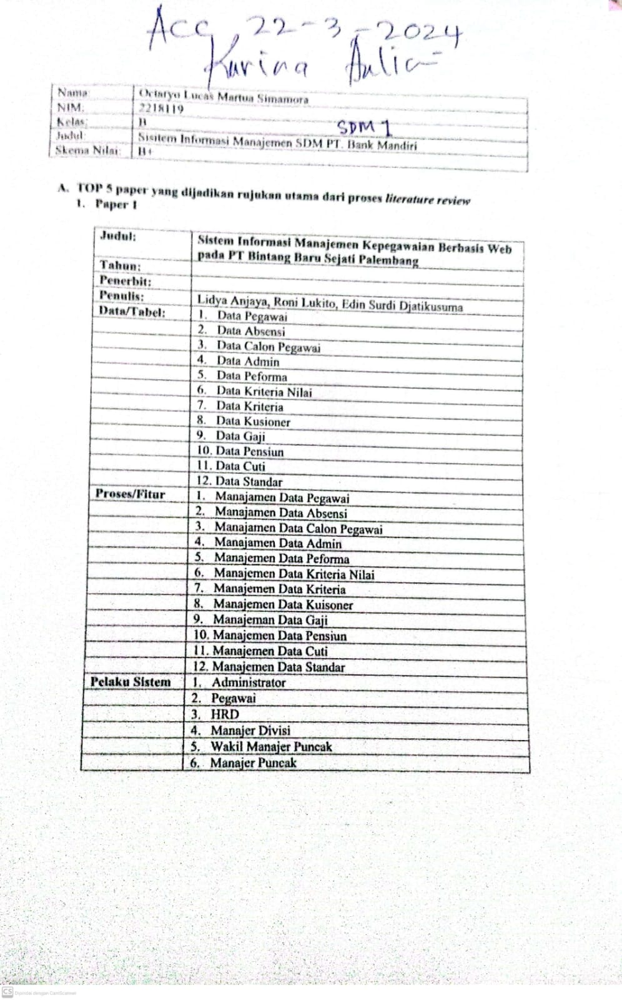 Acc, 22-3-2024
Karina Aulia
Nama: Octaryo Lucas Martua Simamora
NIM: 2218119
Kelas: B
SDM 1
Judul: Sisitem Informasi Manajemen SDM PT. Bank Mandiri
Skema Nilai: B+
A. TOP 5 paper yang dijadikan rujukan utama dari proses literature review
1. Paper 1
Judul: Sistem Informasi Manajemen Kepegawaian Berbasis Web
pada PT Bintang Baru Sejati Palembang
Tahun:
Penerbit:
Penulis: Lidya Anjaya, Roni Lukito, Edin Surdi Djatikusuma
Data/Tabel: 1. Data Pegawai
2. Data Absensi
3. Data Calon Pegawai
4. Data Admin
5. Data Peforma
6. Data Kriteria Nilai
7. Data Kriteria
8. Data Kusioner
9. Data Gaji
10. Data Pensiun
11. Data Cuti
12. Data Standar
Proses/Fitur 1. Manajamen Data Pegawai
2. Manajamen Data Absensi
3. Manajamen Data Calon Pegawai
4. Manajamen Data Admin
5. Manajemen Data Peforma
6. Manajemen Data Kriteria Nilai
7. Manajemen Data Kriteria
8. Manajemen Data Kuisoner
9. Manajeman Data Gaji
10. Manajemen Data Pensiun
11. Manajemen Data Cuti
12. Manajemen Data Standar
Pelaku Sistem 1. Administrator
2. Pegawai
3. HRD
4. Manajer Divisi
5. Wakil Manajer Puncak
6. Manajer Puncak
CS Dipindai dengan CamScanner